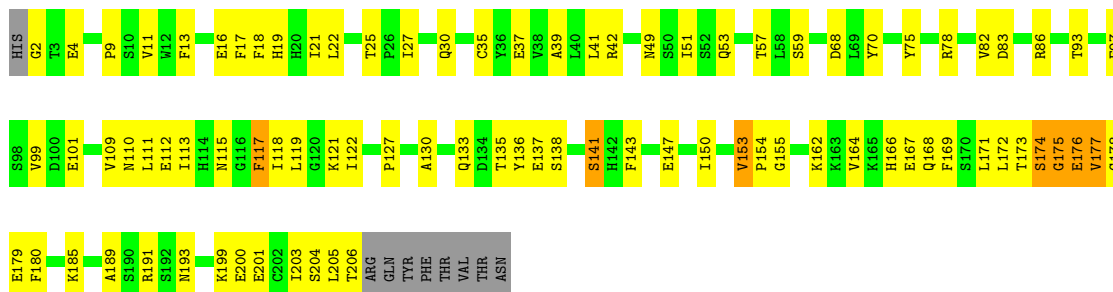 HIS G2 T3 E4 P9 S10 V11 W12 F13 E16 F17 F18 H19 H20 I21 L22 T25 P26 I27 Q30 C35 Y36 E37 V38 A39 L40 L41 R42 N49 S50 I51 S52 Q53 T57 L58 S59 D68 L69 Y70 Y75 R78 V82 D83 R86 T93
S98 V99 D100 E101 V109 N110 L111 E112 I113 H114 N115 G116 F117 I118 L119 G120 K121 I122 P127 A130 Q133 D134 T135 Y136 E137 S138 S141 H142 F143 E147 I150 V153 P154 G155 K162 K163 V164 K165 H166 E167 Q168 F169 S170 L171 L172 T173 S174 G175 E176 V177
E179 F180 K185 A189 S190 R191 S192 N193 K199 E200 E201 C202 I203 S204 L205 T206 ARG GLN TYR PHE THR VAL THR ASN